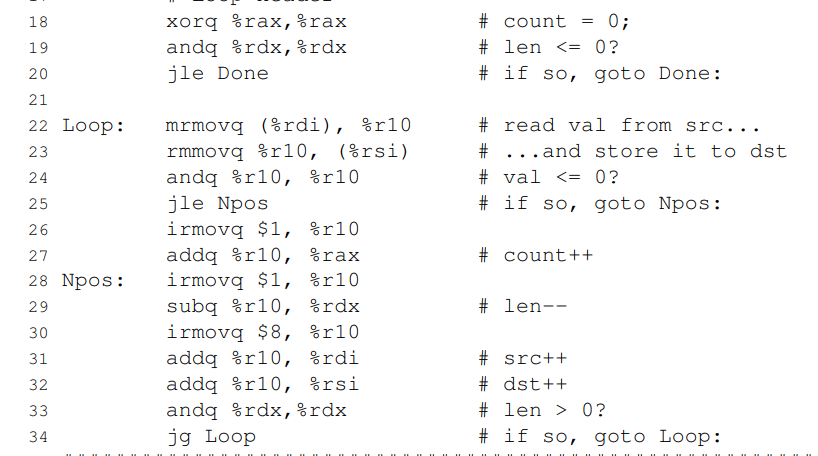 18 xorq %rax,%rax # count = 0;
19 andq %rdx,%rdx # len <= 0?
20 jle Done # if so, goto Done:
21
22 Loop: mrmovq (%rdi), %r10 # read val from src...
23 rmmovq %r10, (%rsi) # ...and store it to dst
24 andq %r10, %r10 # val <= 0?
25 jle Npos # if so, goto Npos:
26 irmovq $1, %r10
27 addq %r10, %rax # count++
28 Npos: irmovq $1, %r10
29 subq %r10, %rdx # len--
30 irmovq $8, %r10
31 addq %r10, %rdi # src++
32 addq %r10, %rsi # dst++
33 andq %rdx,%rdx # len > 0?
34 jg Loop # if so, goto Loop: